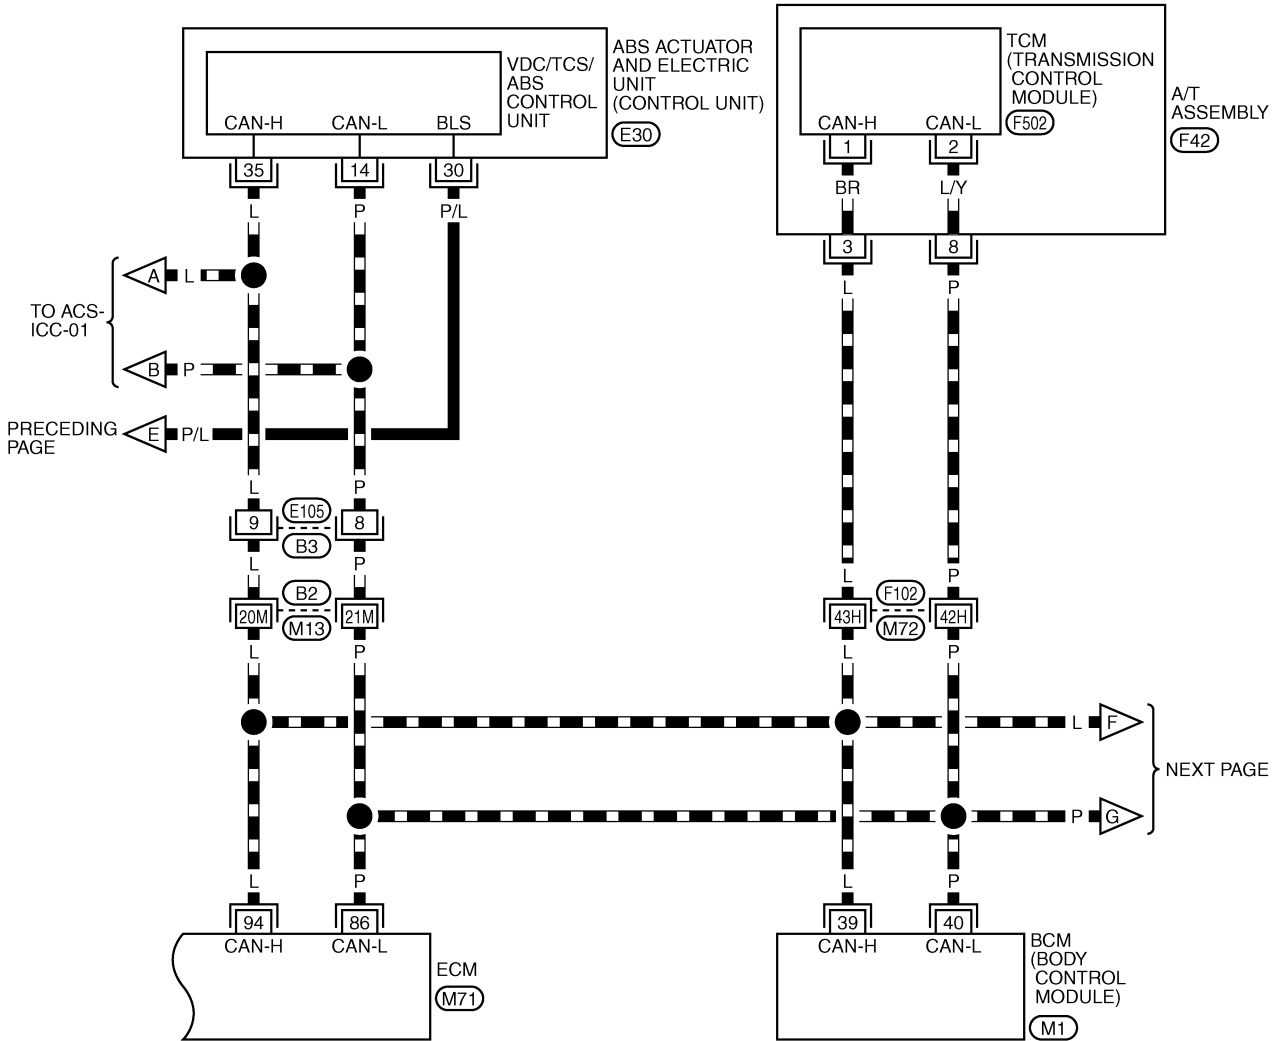 ABS ACTUATOR
AND ELECTRIC
UNIT
(CONTROL UNIT)
E30
VDC/TCS/
ABS
CONTROL
UNIT
CAN-H
CAN-L
BLS
35
14
30
L
P
P/L
TCM
(TRANSMISSION
CONTROL
MODULE)
F502
A/T
ASSEMBLY
F42
CAN-H
CAN-L
1
2
BR
L/Y
3
8
L
P
TO ACS-
ICC-01
A
L
B
P
PRECEDING
PAGE
E
P/L
L
P
9
E105
8
B3
L
P
B2
20M
21M
M13
L
P
L
P
F102
43H
42H
M72
L
P
L
F
NEXT PAGE
P
G
L
P
94
86
CAN-H
CAN-L
ECM
M71
L
P
39
40
CAN-H
CAN-L
BCM
(BODY
CONTROL
MODULE)
M1